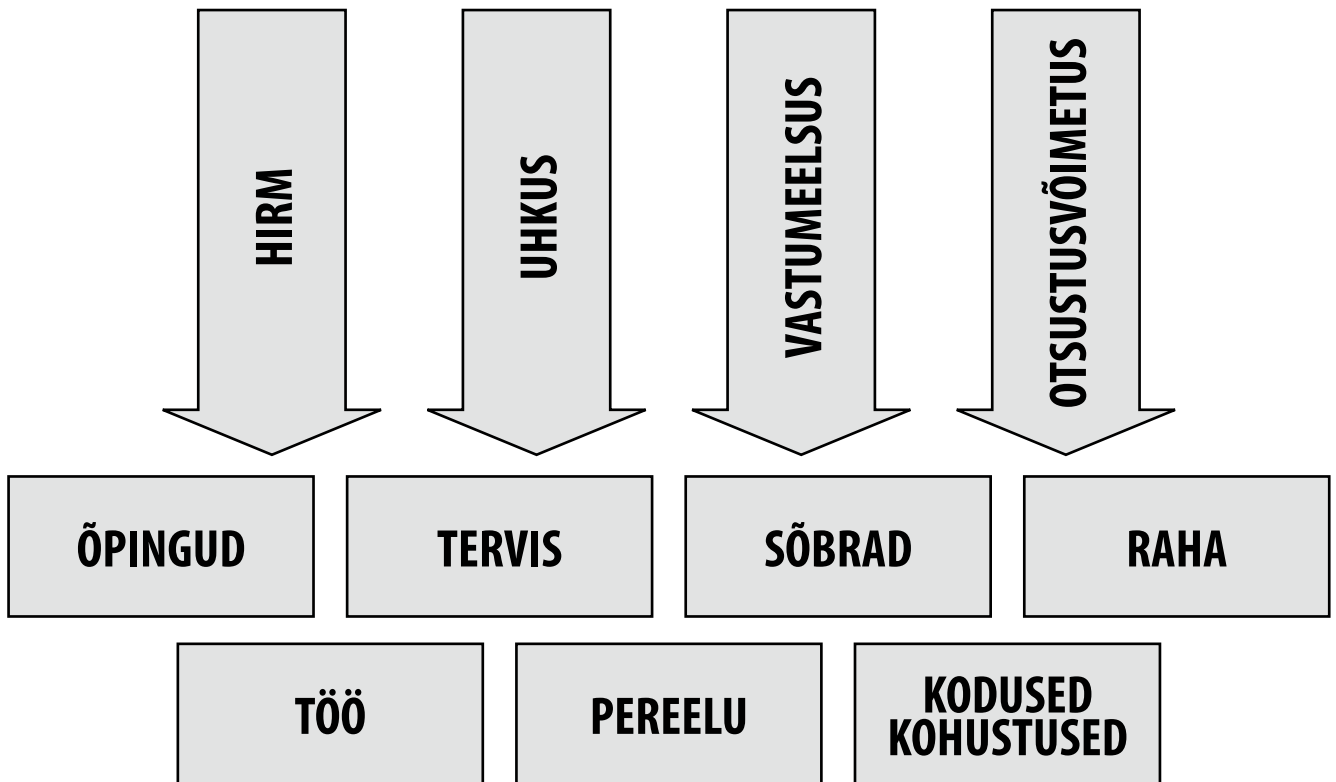 HIRM
UHKUS
VASTUMEELSUS
OTSUSTUSVÕIMETUS
ÕPINGUD
TERVIS
SÕBRAD
RAHA
TÖÖ
PEREELU
KODUSED
KOHUSTUSED